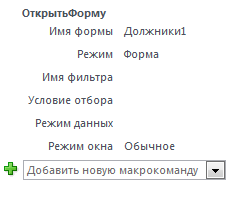 ОткрытьФорму
Имя формы Должники1
Режим Форма
Имя фильтра
Условие отбора
Режим данных
Режим окна Обычное
Добавить новую макрокоманду